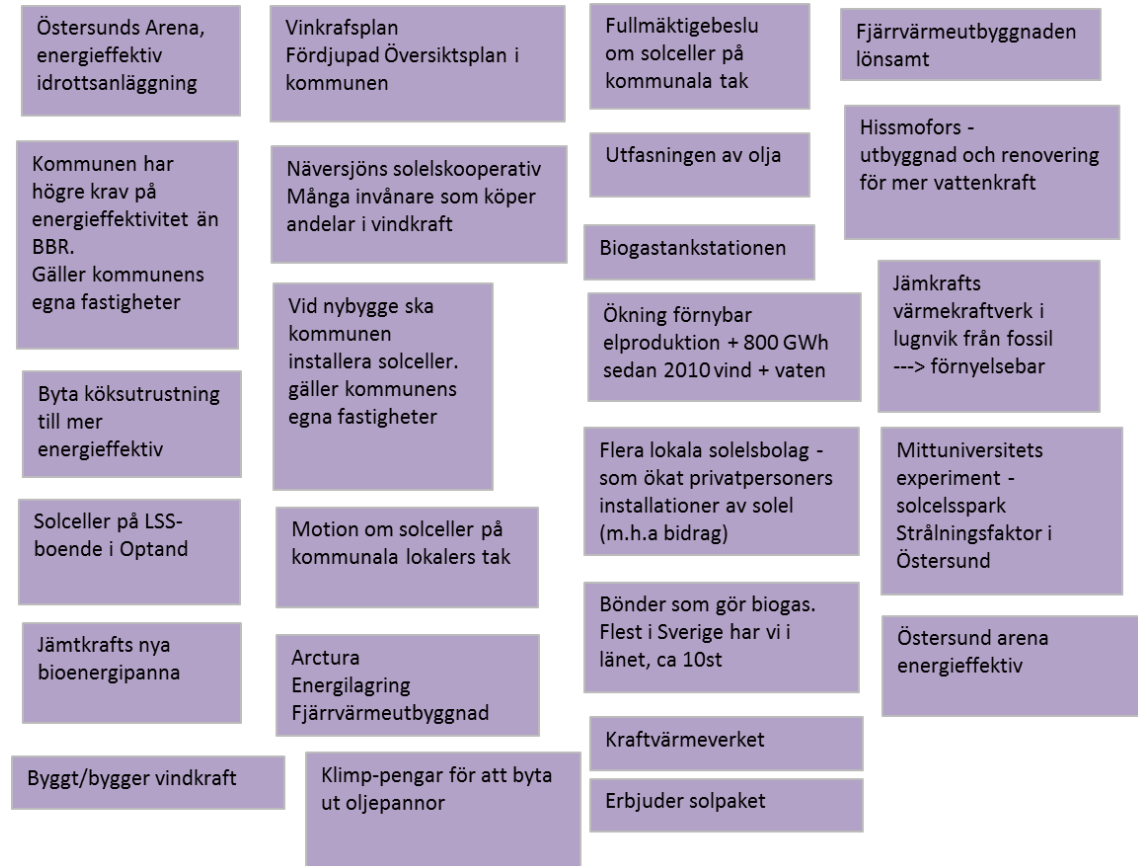 Östersunds Arena,
energieffektiv
idrottsanläggning
Kommunen har
högre krav på
energieffektivitet än
BBR.
Gäller kommunens
egna fastigheter
Byta köksutrustning
till mer
energieffektiv
Solceller på LSS-
boende i Optand
Jämtkrafts nya
bioenergipanna
Byggt/bygger vindkraft
Vinkrafsplan
Fördjupad Översiktsplan i
kommunen
Näversjöns solelskooperativ
Många invånare som köper
andelar i vindkraft
Vid nybygge ska
kommunen
installera solceller.
gäller kommunens
egna fastigheter
Motion om solceller på
kommunala lokalers tak
Arctura
Energilagring
Fjärrvärmeutbyggnad
Klimp-pengar för att byta
ut oljepannor
Fullmäktigebeslu
om solceller på
kommunala tak
Utfasningen av olja
Biogastankstationen
Ökning förnybar
elproduktion + 800 GWh
sedan 2010 vind + vaten
Flera lokala solelsbolag -
som ökat privatpersoners
installationer av solel
(m.h.a bidrag)
Bönder som gör biogas.
Flest i Sverige har vi i
länet, ca 10st
Kraftvärmeverket
Erbjuder solpaket
Fjärrvärmeutbyggnaden
lönsamt
Hissmofors -
utbyggnad och renovering
för mer vattenkraft
Jämkrafts
värmekraftverk i
lugnvik från fossil
---> förnyelsebar
Mittuniversitets
experiment -
solcelsspark
Strålningsfaktor i
Östersund
Östersund arena
energieffektiv